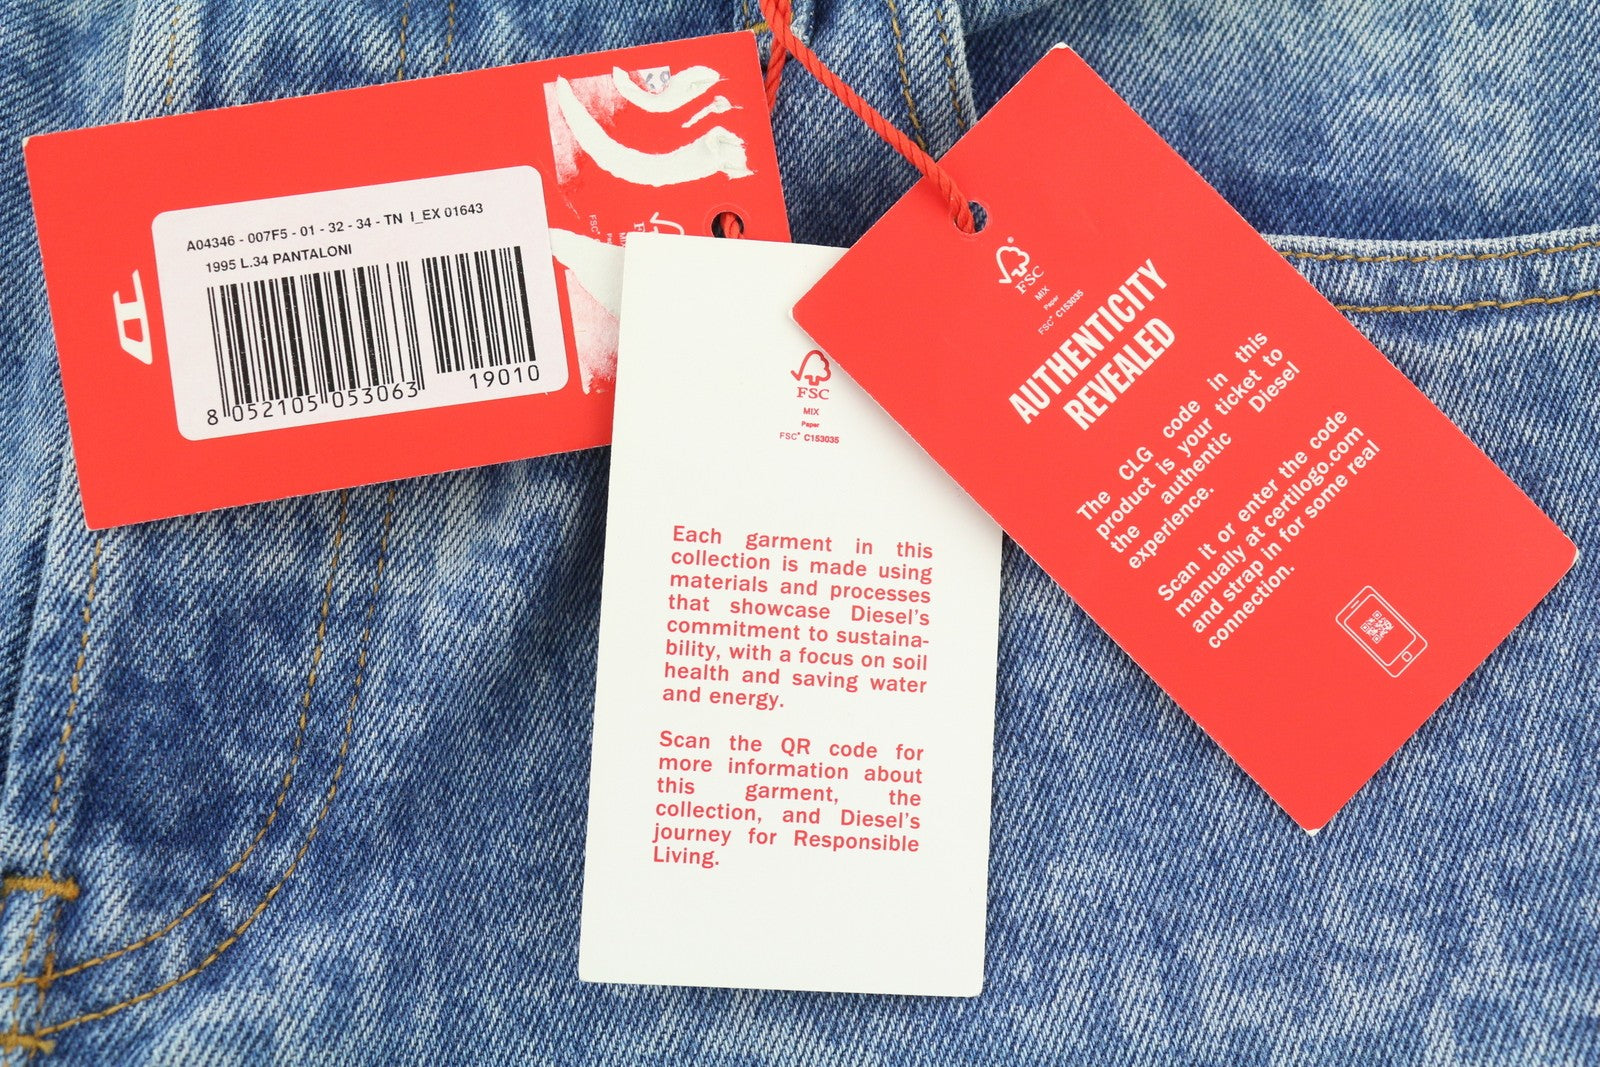 A04346 - 007F5 - 01 - 32 - 34 - TN I_EX 01643
1995 L.34 PANTALONI
8 052105 053063
19010
D
FSC
MIX
Paper
FSC® C153035
Each garment in this
collection is made using
materials and processes
that showcase Diesel's
commitment to sustaina-
bility, with a focus on soil
health and saving water
and energy.
Scan the QR code for
more information about
this garment, the
collection, and Diesel's
journey for Responsible
Living.
FSC
MIX
Paper
FSC® C153035
AUTHENTICITY
REVEALED
The CLG code in this
product is your ticket to
the authentic Diesel
experience.
Scan it or enter the code
manually at certilogo.com
and strap in for some real
connection.